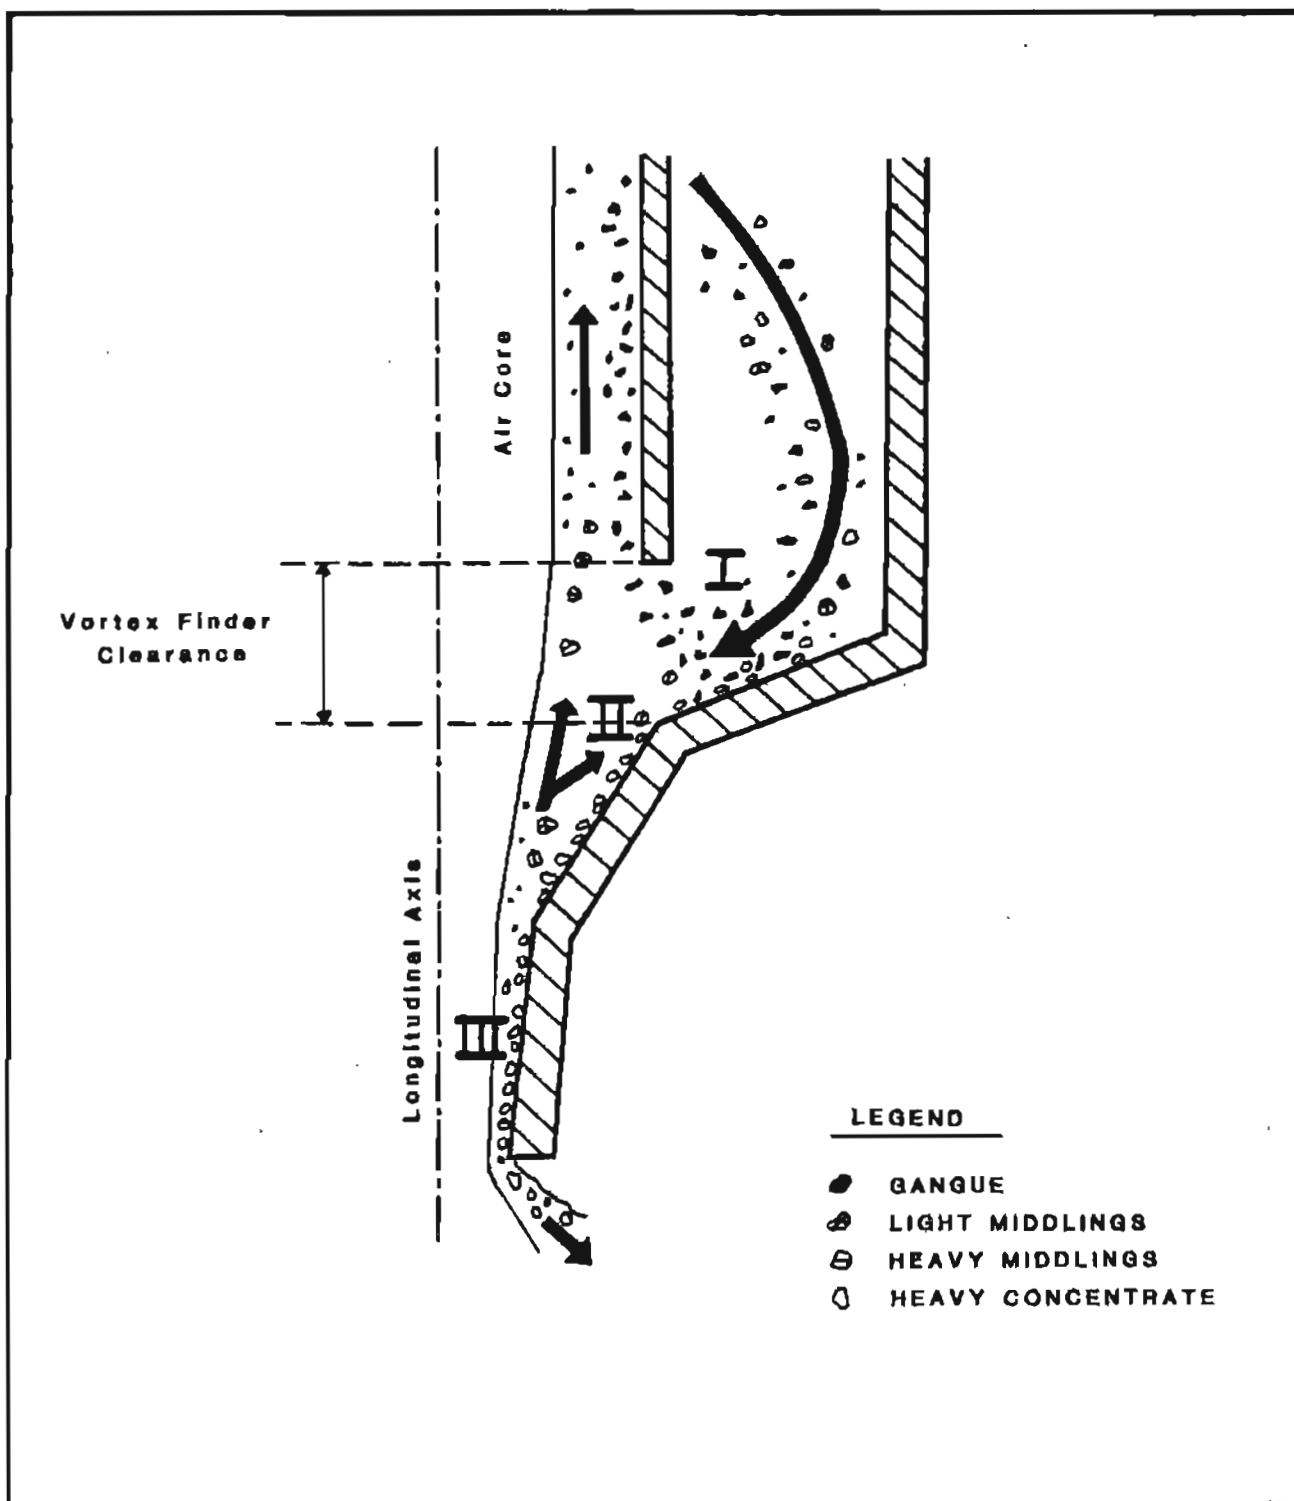 Air Core
I
Vortex Finder
Clearance
II
Longitudinal Axis
III
LEGEND
GANGUE
LIGHT MIDDLINGS
HEAVY MIDDLINGS
HEAVY CONCENTRATE